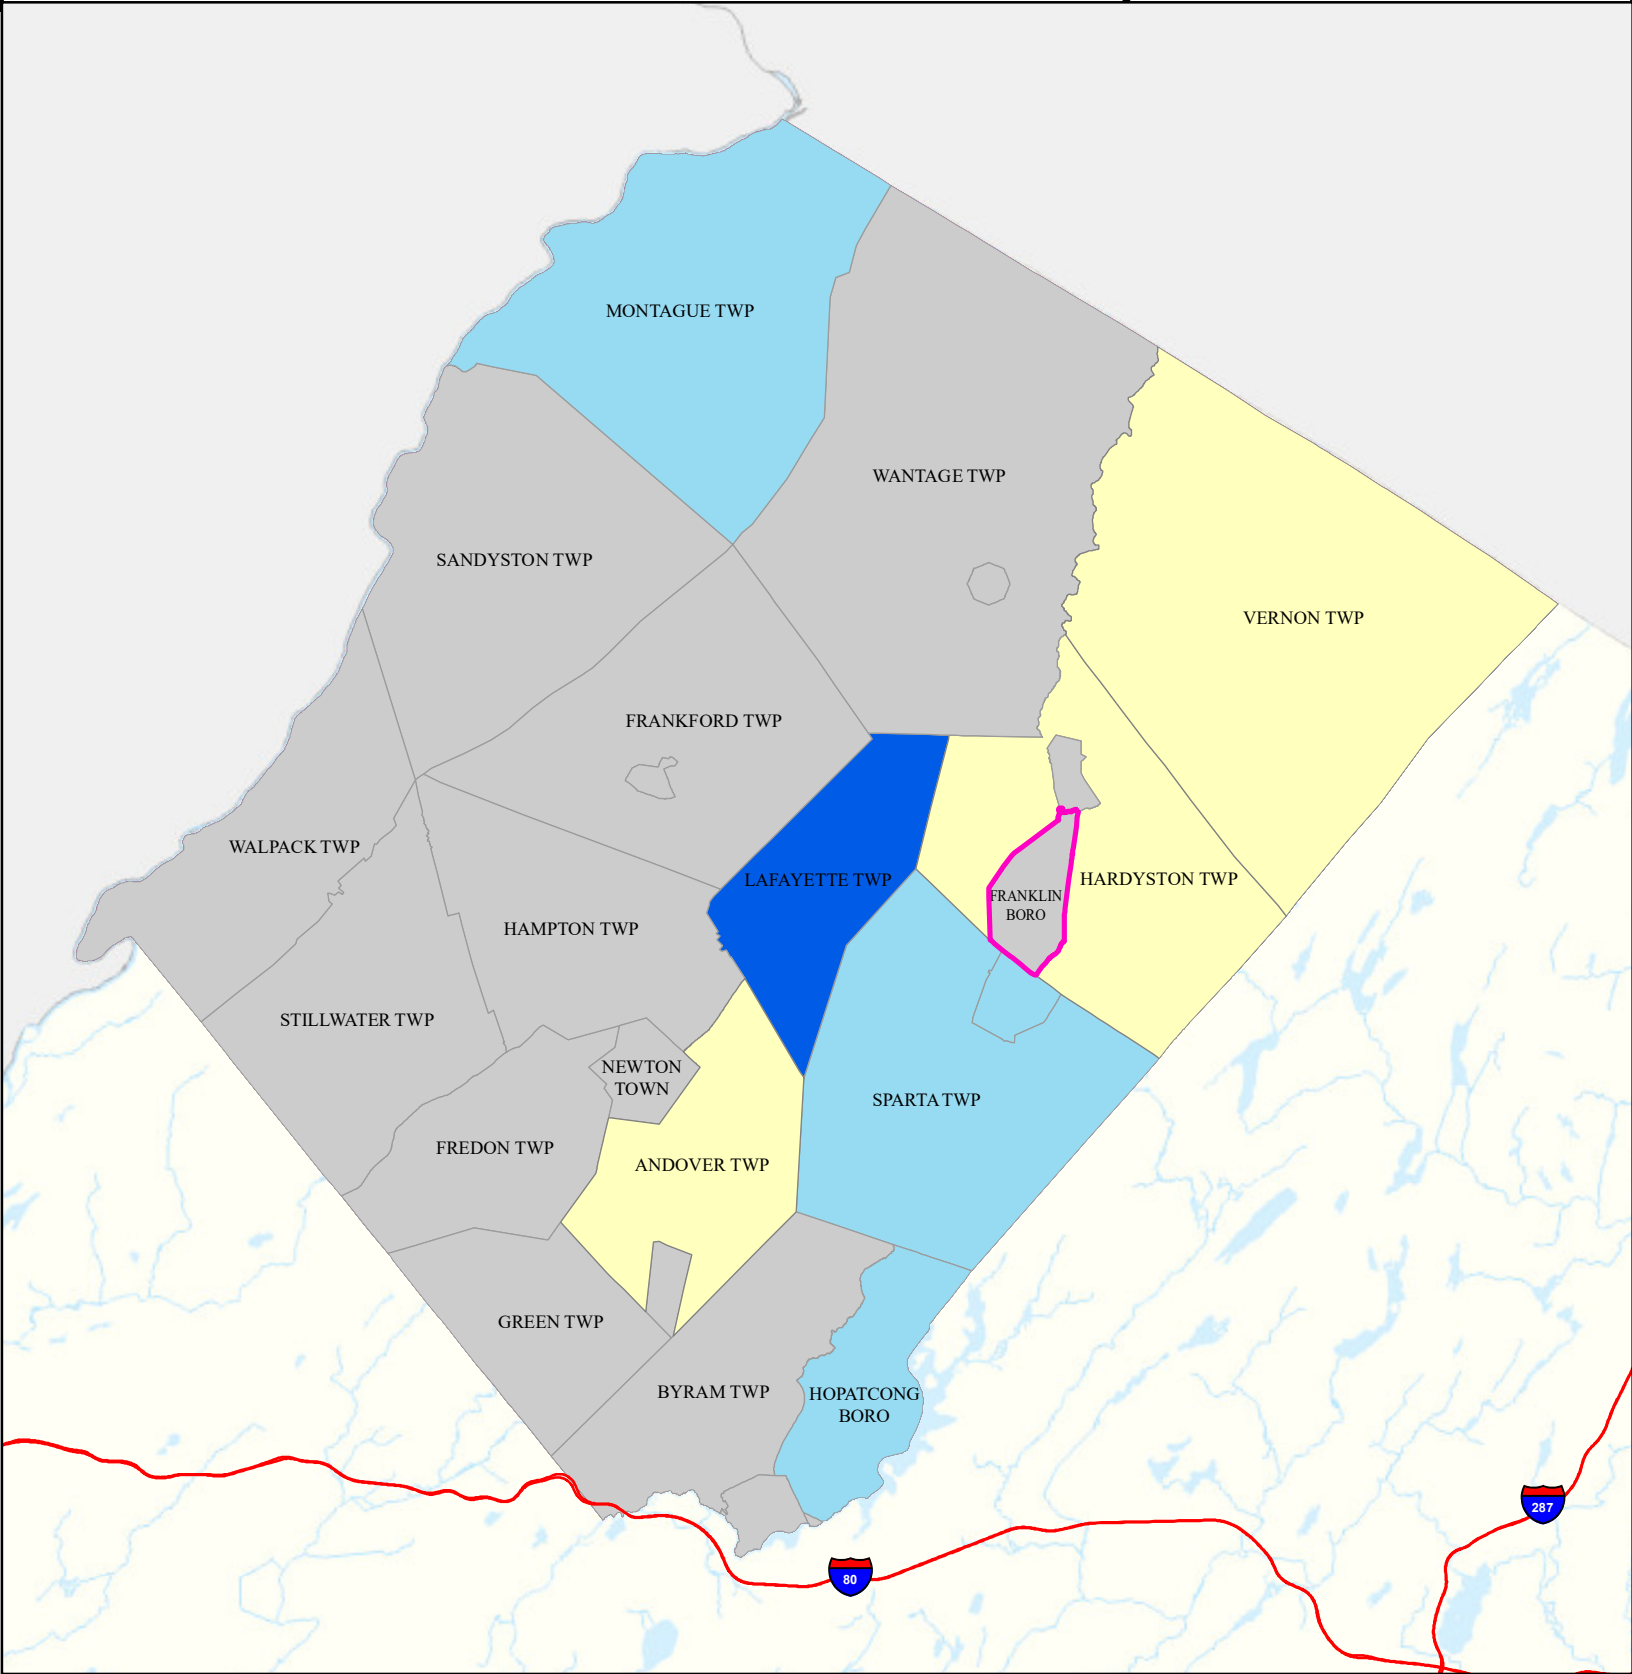 MONTAGUE TWP
WANTAGE TWP
SANDYSTON TWP
VERNON TWP
FRANKFORD TWP
WALPACK TWP
LAFAYETTE TWP
HARDYSTON TWP
FRANKLIN
BORO
HAMPTON TWP
STILLWATER TWP
NEWTON
TOWN
SPARTA TWP
FREDON TWP
ANDOVER TWP
GREEN TWP
BYRAM TWP
HOPATCONG
BORO
287
80